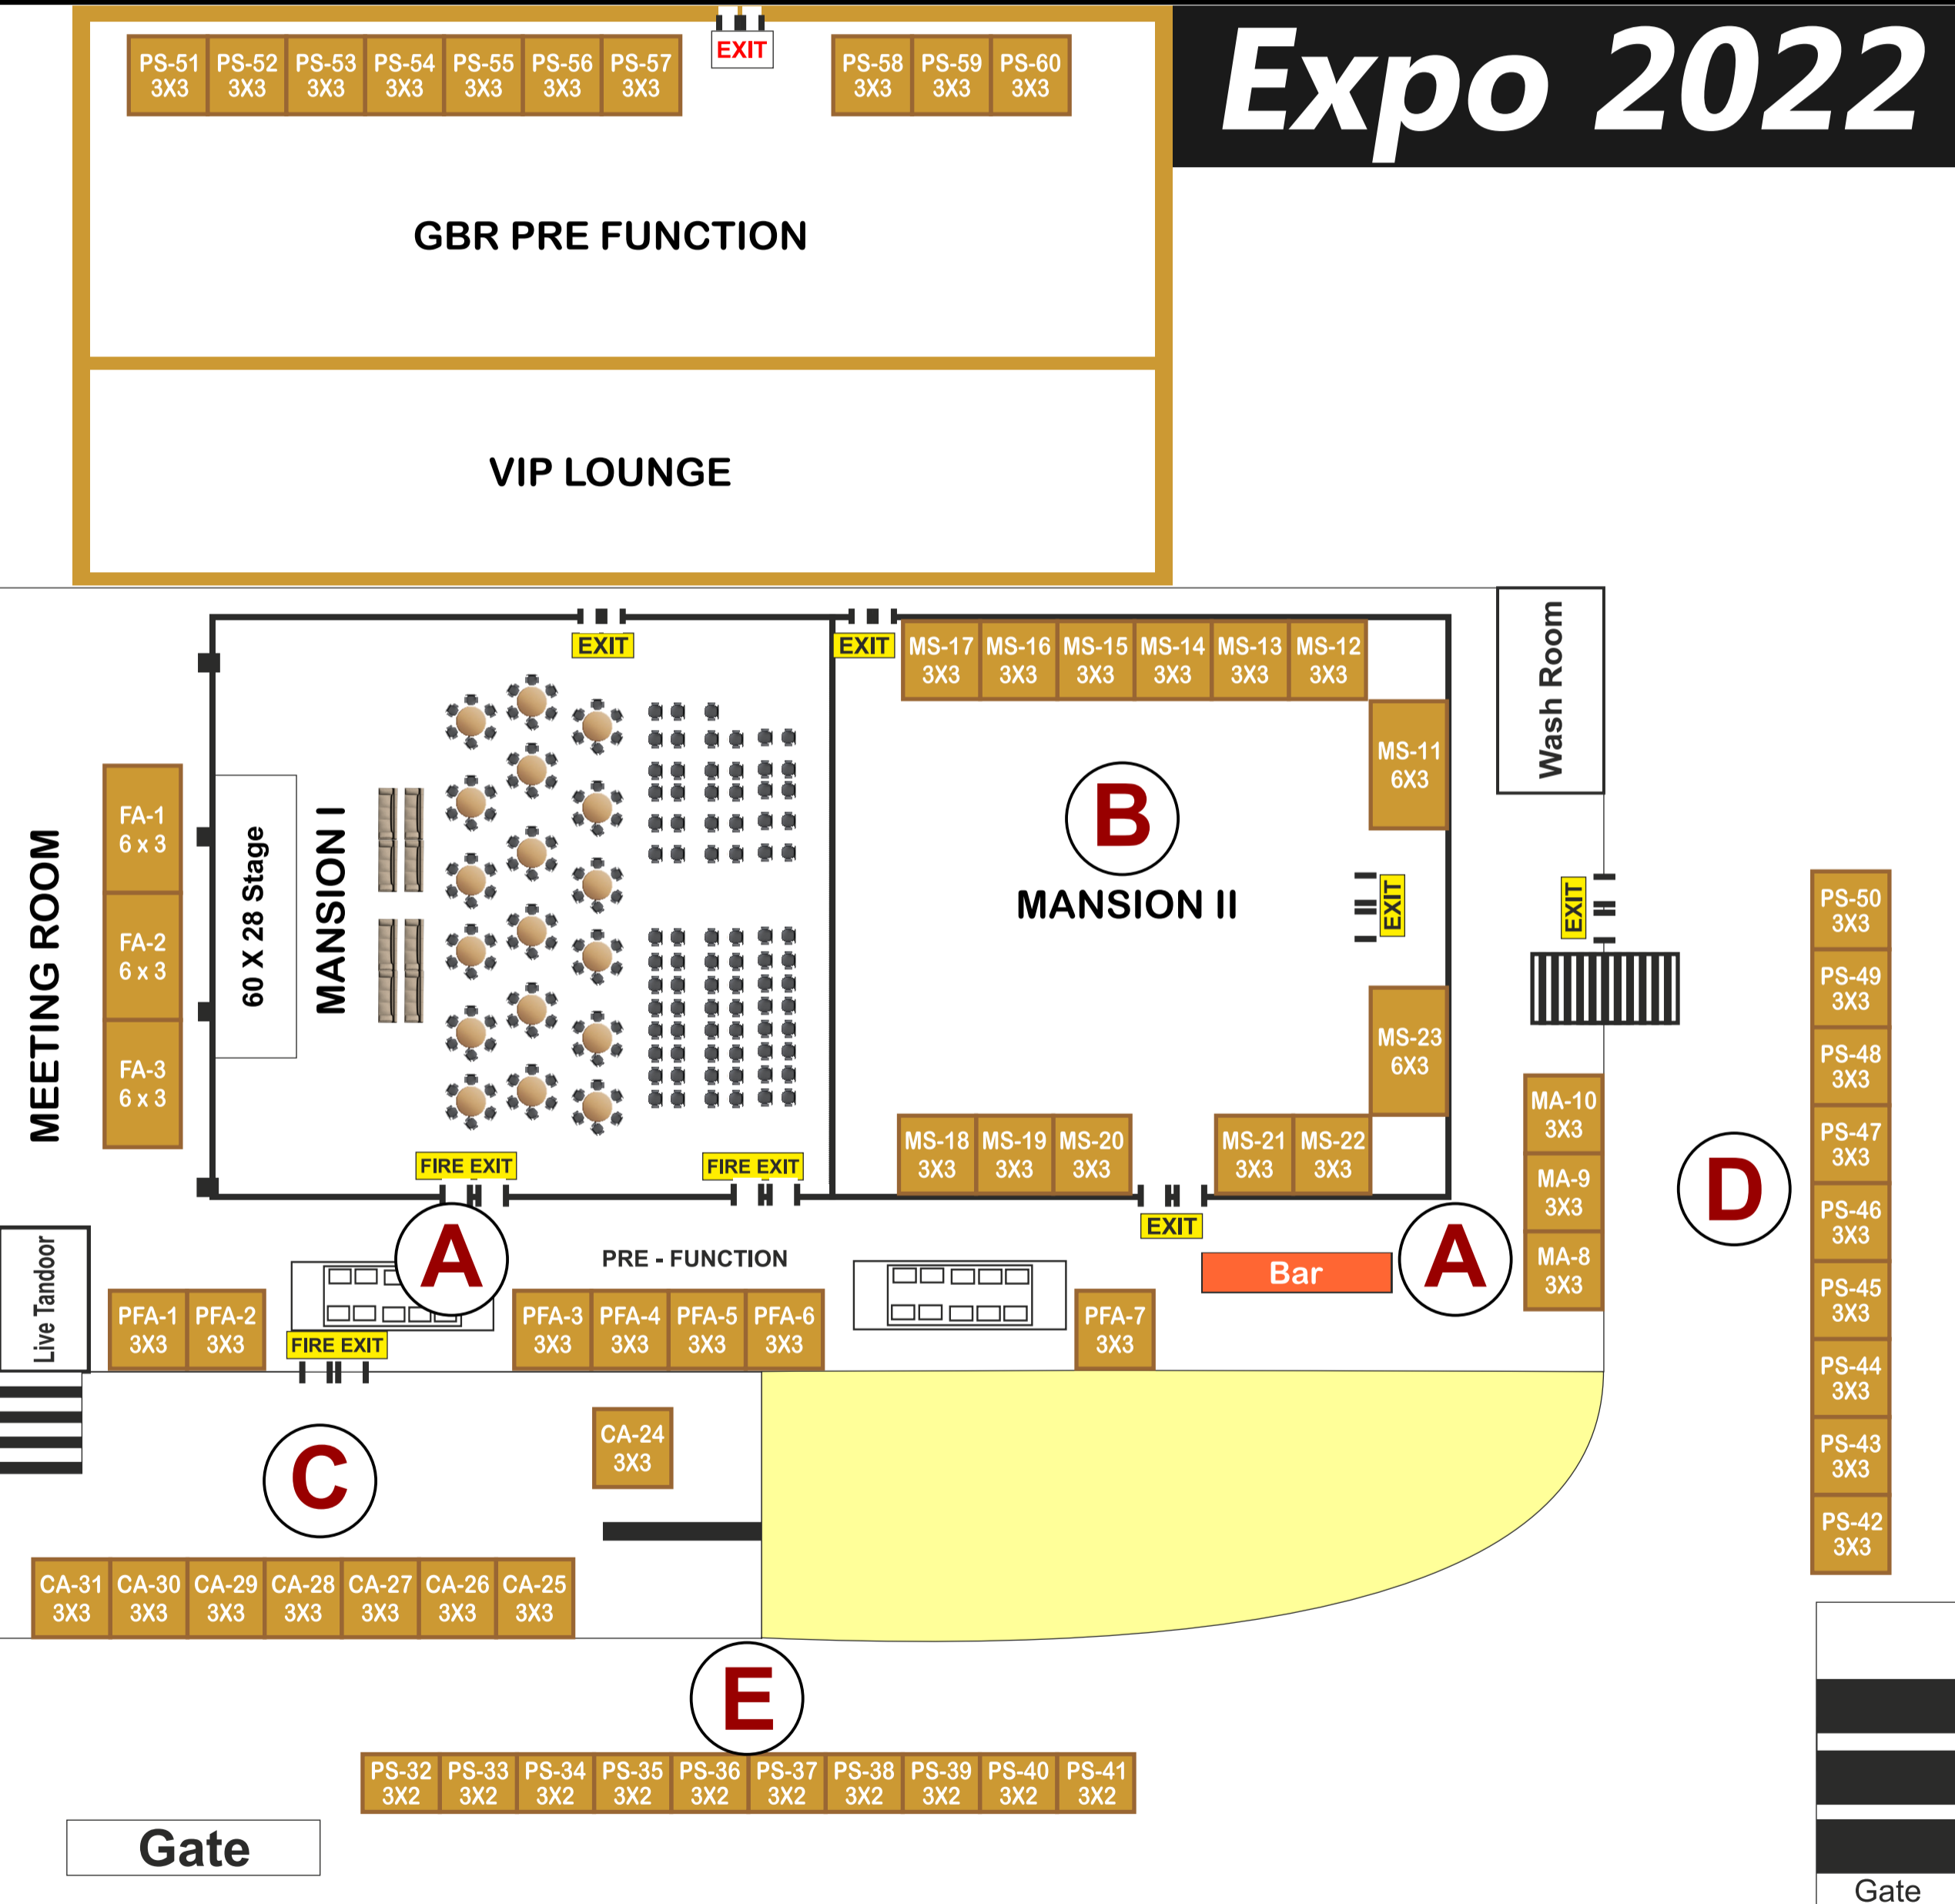 Expo 2022
EXIT
PS-51
3X3
PS-52
3X3
PS-53
3X3
PS-54
3X3
PS-55
3X3
PS-56
3X3
PS-57
3X3
PS-58
3X3
PS-59
3X3
PS-60
3X3
GBR PRE FUNCTION
VIP LOUNGE
EXIT
EXIT
MS-17
3X3
MS-16
3X3
MS-15
3X3
MS-14
3X3
MS-13
3X3
MS-12
3X3
Wash Room
MS-11
6X3
B
MANSION II
EXIT
EXIT
MEETING ROOM
FA-1
6 x 3
FA-2
6 x 3
FA-3
6 x 3
60 X 28 Stage
MANSION I
MS-23
6X3
MS-18
3X3
MS-19
3X3
MS-20
3X3
MS-21
3X3
MS-22
3X3
PS-50
3X3
PS-49
3X3
PS-48
3X3
PS-47
3X3
PS-46
3X3
PS-45
3X3
PS-44
3X3
PS-43
3X3
PS-42
3X3
MA-10
3X3
MA-9
3X3
MA-8
3X3
D
FIRE EXIT
FIRE EXIT
EXIT
A
PRE - FUNCTION
Bar
A
Live Tandoor
PFA-1
3X3
PFA-2
3X3
FIRE EXIT
PFA-3
3X3
PFA-4
3X3
PFA-5
3X3
PFA-6
3X3
PFA-7
3X3
C
CA-24
3X3
CA-31
3X3
CA-30
3X3
CA-29
3X3
CA-28
3X3
CA-27
3X3
CA-26
3X3
CA-25
3X3
E
PS-32
3X2
PS-33
3X2
PS-34
3X2
PS-35
3X2
PS-36
3X2
PS-37
3X2
PS-38
3X2
PS-39
3X2
PS-40
3X2
PS-41
3X2
Gate
Gate